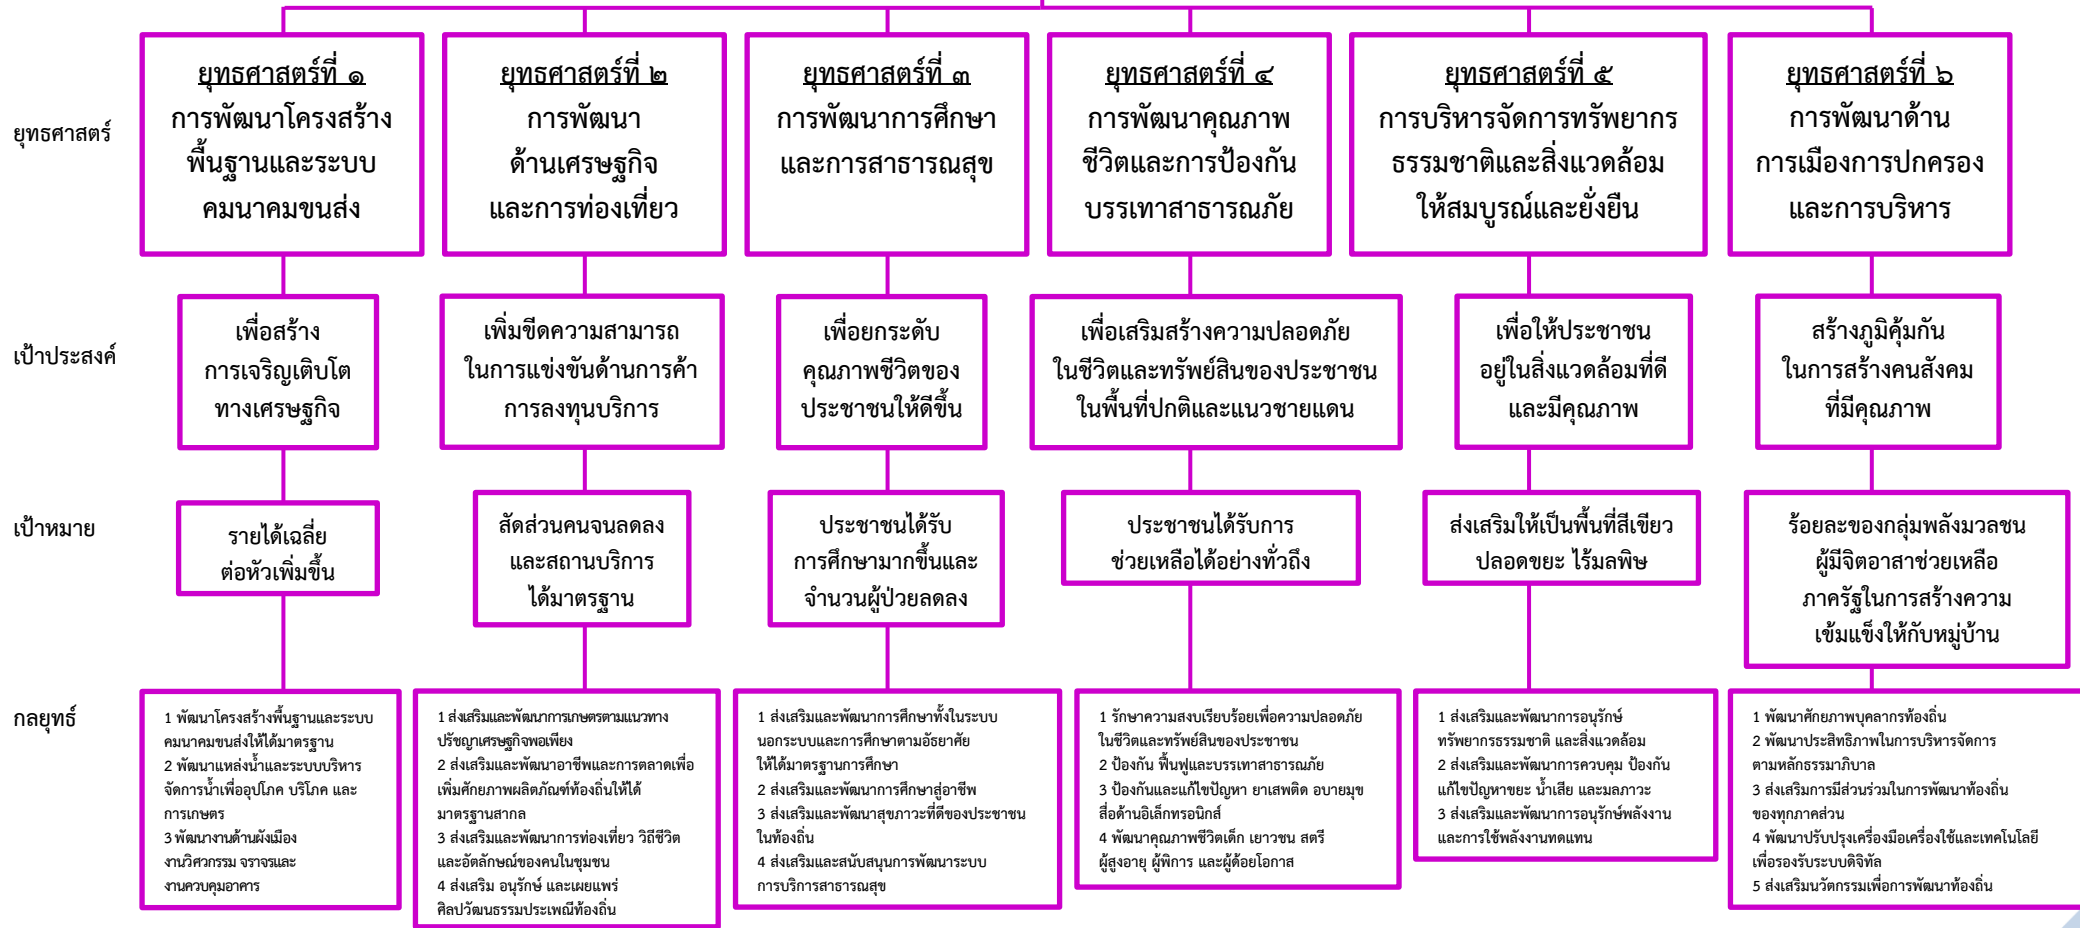 ยุทธศาสตร์
ยุทธศาสตร์ที่ ๑
การพัฒนาโครงสร้าง
พื้นฐานและระบบ
คมนาคมขนส่ง
ยุทธศาสตร์ที่ ๒
การพัฒนา
ด้านเศรษฐกิจ
และการท่องเที่ยว
ยุทธศาสตร์ที่ ๓
การพัฒนาการศึกษา
และการสาธารณสุข
ยุทธศาสตร์ที่ ๔
การพัฒนาคุณภาพ
ชีวิตและการป้องกัน
บรรเทาสาธารณภัย
ยุทธศาสตร์ที่ ๕
การบริหารจัดการทรัพยากร
ธรรมชาติและสิ่งแวดล้อม
ให้สมบูรณ์และยั่งยืน
ยุทธศาสตร์ที่ ๖
การพัฒนาด้าน
การเมืองการปกครอง
และการบริหาร
เป้าประสงค์
เพื่อสร้าง
การเจริญเติบโต
ทางเศรษฐกิจ
เพิ่มขีดความสามารถ
ในการแข่งขันด้านการค้า
การลงทุนบริการ
เพื่อยกระดับ
คุณภาพชีวิตของ
ประชาชนให้ดีขึ้น
เพื่อเสริมสร้างความปลอดภัย
ในชีวิตและทรัพย์สินของประชาชน
ในพื้นที่ปกติและแนวชายแดน
เพื่อให้ประชาชน
อยู่ในสิ่งแวดล้อมที่ดี
และมีคุณภาพ
สร้างภูมิคุ้มกัน
ในการสร้างคนสังคม
ที่มีคุณภาพ
เป้าหมาย
รายได้เฉลี่ย
ต่อหัวเพิ่มขึ้น
สัดส่วนคนจนลดลง
และสถานบริการ
ได้มาตรฐาน
ประชาชนได้รับ
การศึกษามากขึ้นและ
จำนวนผู้ป่วยลดลง
ประชาชนได้รับการ
ช่วยเหลือได้อย่างทั่วถึง
ส่งเสริมให้เป็นพื้นที่สีเขียว
ปลอดขยะ ไร้มลพิษ
ร้อยละของกลุ่มพลังมวลชน
ผู้มีจิตอาสาช่วยเหลือ
ภาครัฐในการสร้างความ
เข้มแข็งให้กับหมู่บ้าน
กลยุทธ์
1 พัฒนาโครงสร้างพื้นฐานและระบบ
คมนาคมขนส่งให้ได้มาตรฐาน
2 พัฒนาแหล่งน้ำและระบบบริหาร
จัดการน้ำเพื่ออุปโภค บริโภค และ
การเกษตร
3 พัฒนางานด้านผังเมือง
งานวิศวกรรม จราจรและ
งานควบคุมอาคาร
1 ส่งเสริมและพัฒนาการเกษตรตามแนวทาง
ปรัชญาเศรษฐกิจพอเพียง
2 ส่งเสริมและพัฒนาอาชีพและการตลาดเพื่อ
เพิ่มศักยภาพผลิตภัณฑ์ท้องถิ่นให้ได้
มาตรฐานสากล
3 ส่งเสริมและพัฒนาการท่องเที่ยว วิถีชีวิต
และอัตลักษณ์ของคนในชุมชน
4 ส่งเสริม อนุรักษ์ และเผยแพร่
ศิลปวัฒนธรรมประเพณีท้องถิ่น
1 ส่งเสริมและพัฒนาการศึกษาทั้งในระบบ
นอกระบบและการศึกษาตามอัธยาศัย
ให้ได้มาตรฐานการศึกษา
2 ส่งเสริมและพัฒนาการศึกษาสู่อาชีพ
3 ส่งเสริมและพัฒนาสุขภาวะที่ดีของประชาชน
ในท้องถิ่น
4 ส่งเสริมและสนับสนุนการพัฒนาระบบ
การบริการสาธารณสุข
1 รักษาความสงบเรียบร้อยเพื่อความปลอดภัย
ในชีวิตและทรัพย์สินของประชาชน
2 ป้องกัน ฟื้นฟูและบรรเทาสาธารณภัย
3 ป้องกันและแก้ไขปัญหา ยาเสพติด อบายมุข
สื่อด้านอิเล็กทรอนิกส์
4 พัฒนาคุณภาพชีวิตเด็ก เยาวชน สตรี
ผู้สูงอายุ ผู้พิการ และผู้ด้อยโอกาส
1 ส่งเสริมและพัฒนาการอนุรักษ์
ทรัพยากรธรรมชาติ และสิ่งแวดล้อม
2 ส่งเสริมและพัฒนาการควบคุม ป้องกัน
แก้ไขปัญหาขยะ น้ำเสีย และมลภาวะ
3 ส่งเสริมและพัฒนาการอนุรักษ์พลังงาน
และการใช้พลังงานทดแทน
1 พัฒนาศักยภาพบุคลากรท้องถิ่น
2 พัฒนาประสิทธิภาพในการบริหารจัดการ
ตามหลักธรรมาภิบาล
3 ส่งเสริมการมีส่วนร่วมในการพัฒนาท้องถิ่น
ของทุกภาคส่วน
4 พัฒนาปรับปรุงเครื่องมือเครื่องใช้และเทคโนโลยี
เพื่อรองรับระบบดิจิทัล
5 ส่งเสริมนวัตกรรมเพื่อการพัฒนาท้องถิ่น